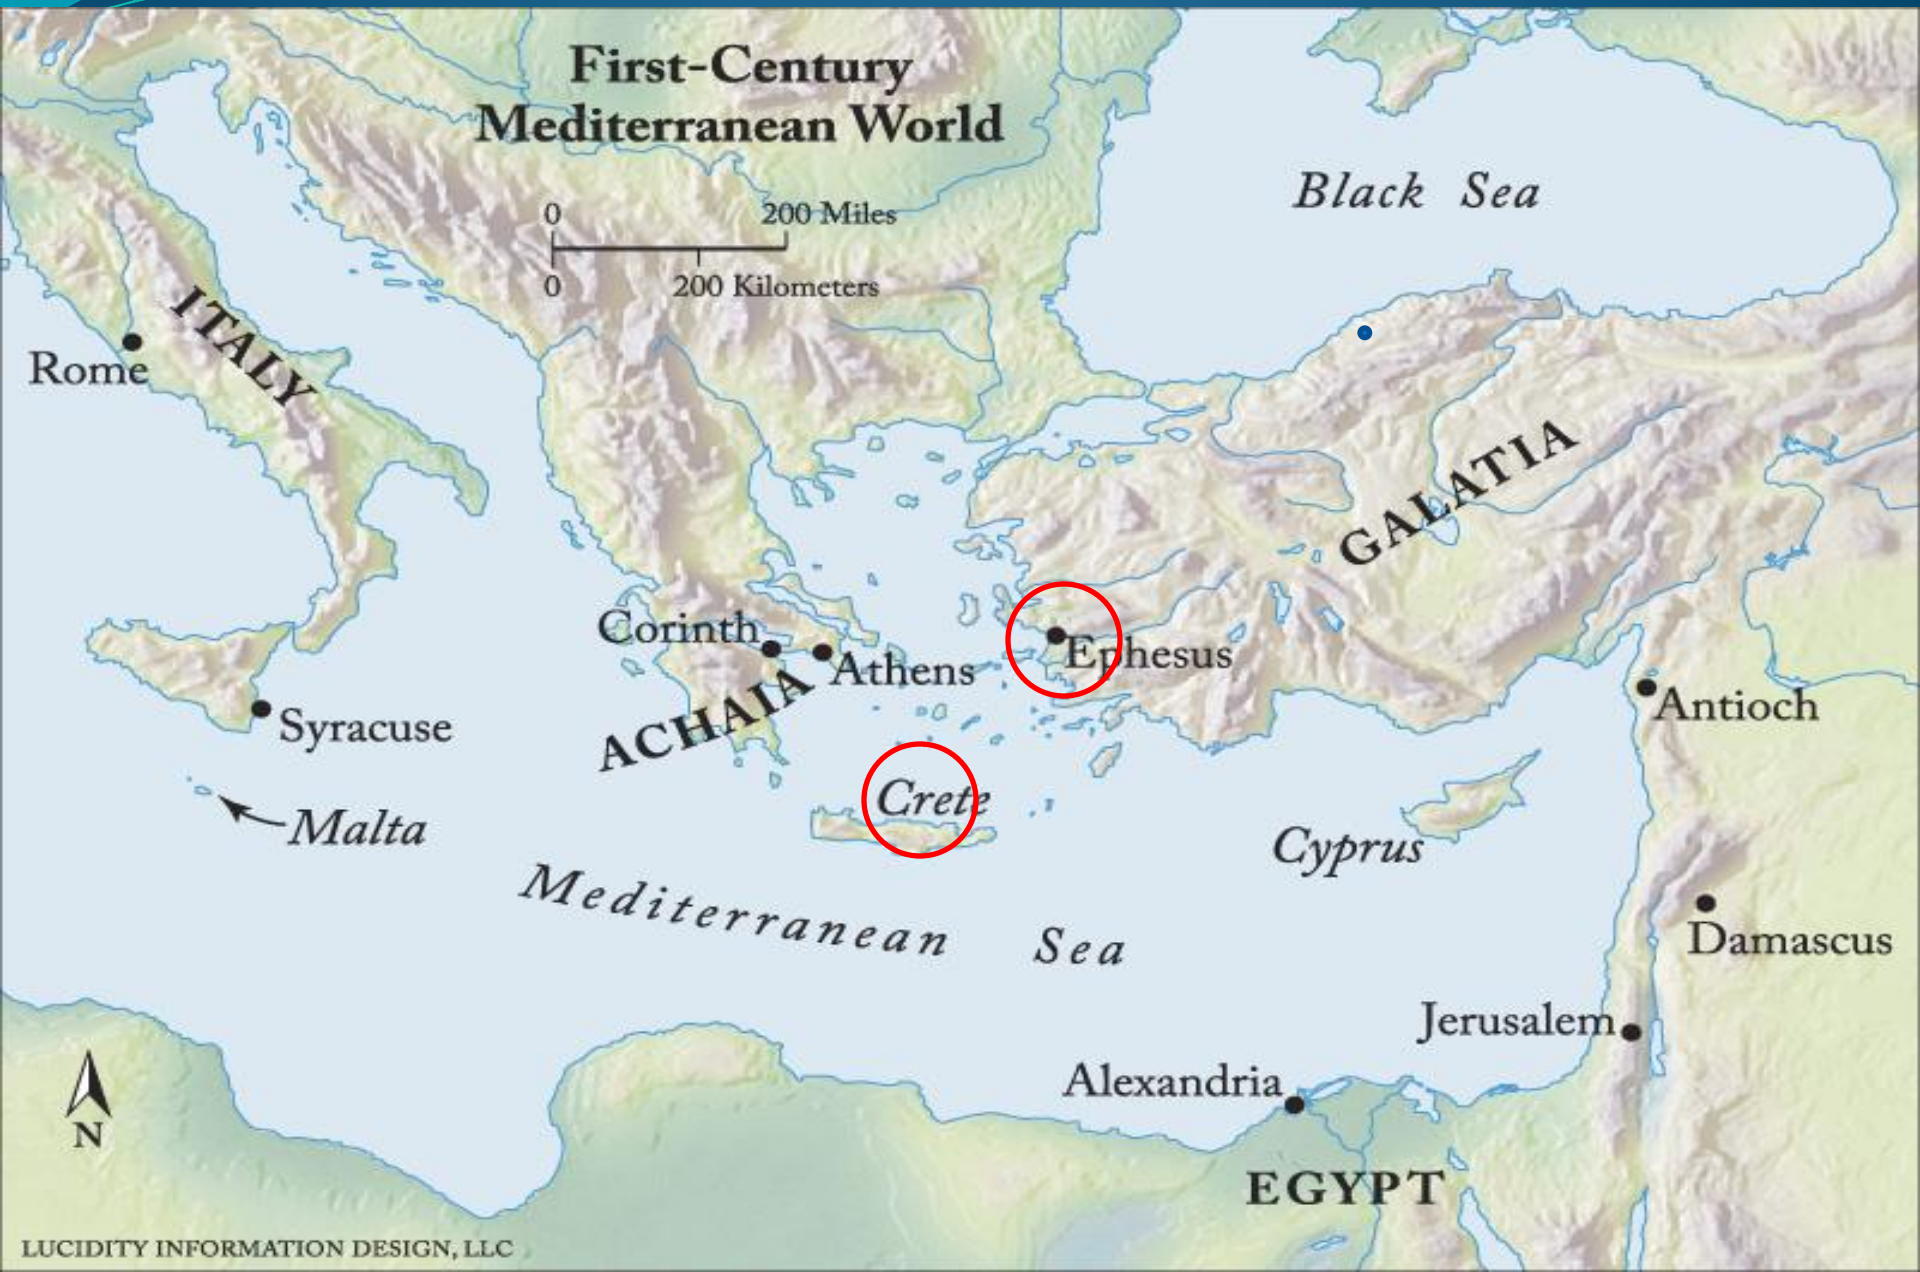 First-Century
Mediterranean World
0
200 Miles
0
200 Kilometers
Black Sea
ITALY
Rome
GALATIA
Corinth
Athens
Ephesus
ACHAIA
Syracuse
Antioch
Crete
Malta
Cyprus
Mediterranean Sea
Damascus
Jerusalem
Alexandria
N
EGYPT
LUCIDITY INFORMATION DESIGN, LLC